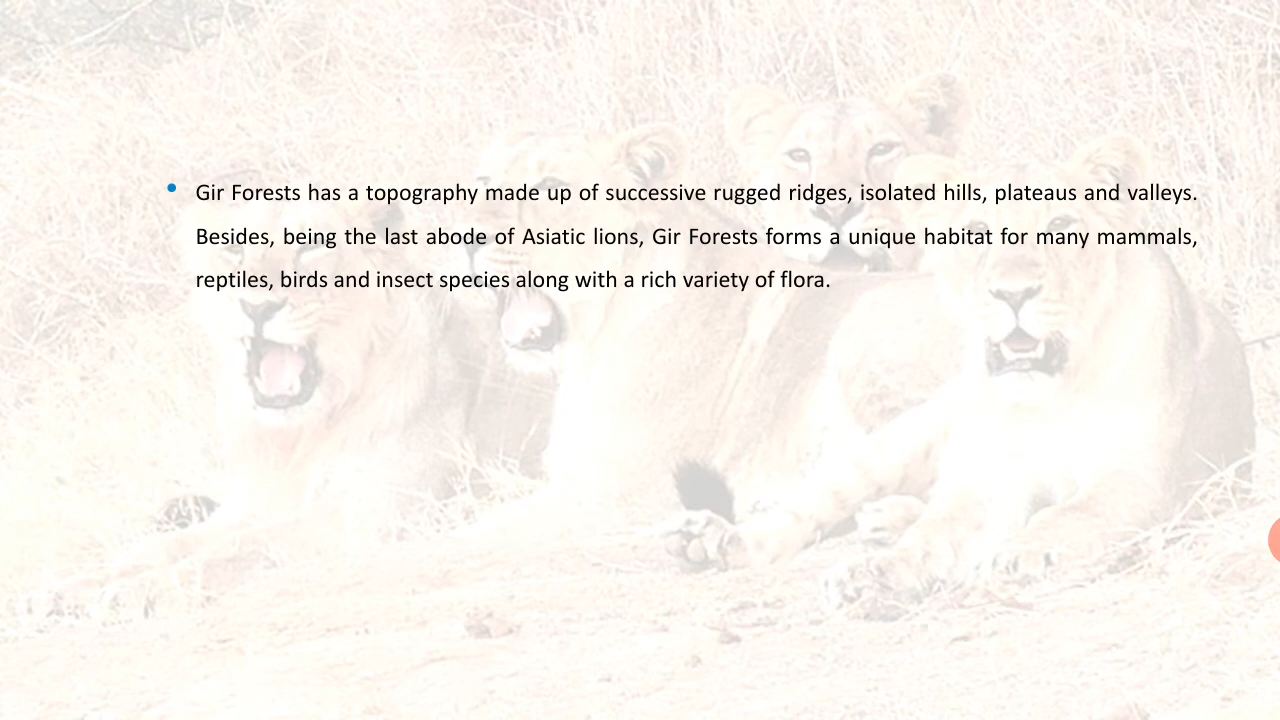 • Gir Forests has a topography made up of successive rugged ridges, isolated hills, plateaus and valleys.
Besides, being the last abode of Asiatic lions, Gir Forests forms a unique habitat for many mammals,
reptiles, birds and insect species along with a rich variety of flora.